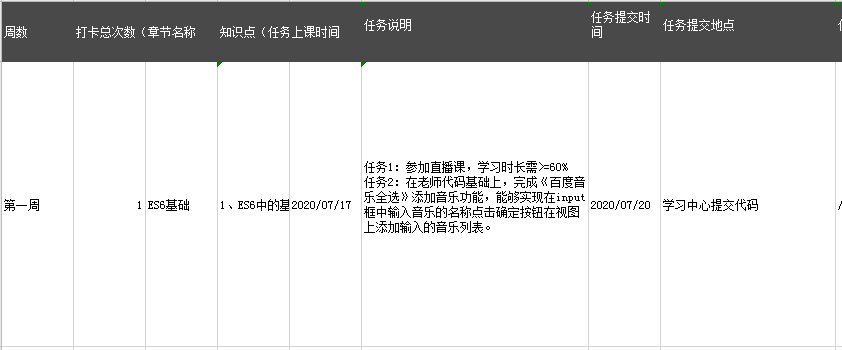 周数
打卡总次数（
章节名称
知识点（
任务上课时间
任务说明
任务提交时
间
任务提交地点
第一周
1
ES6基础
1、ES6中的基
2020/07/17
任务1：参加直播课，学习时长需>=60%
任务2：在老师代码基础上，完成《百度音
乐全选》添加音乐功能，能够实现在input
框中输入音乐的名称点击确定按钮在视图
上添加输入的音乐列表。
2020/07/20
学习中心提交代码
/